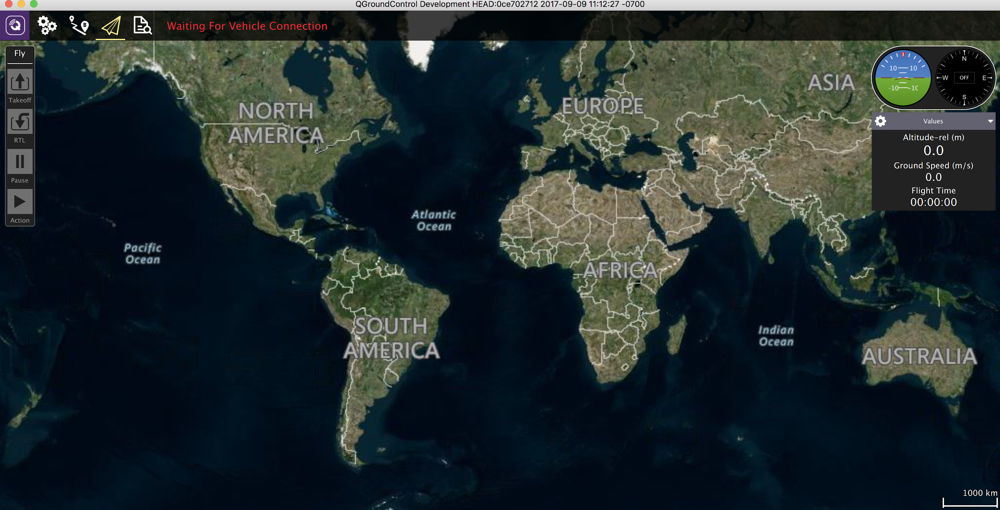 QGroundControl Development HEAD:0ce702712 2017-09-09 11:12:27 -0700
Q
A
B
Waiting For Vehicle Connection
Fly
Takeoff
RTL
Pause
Action
NORTH
AMERICA
EUROPE
ASIA
Atlantic
Ocean
Pacific
Ocean
AFRICA
SOUTH
AMERICA
Indian
Ocean
AUSTRALIA
10 10
-10 -10
N
W OFF E
S
Values
Altitude-rel (m)
0.0
Ground Speed (m/s)
0.0
Flight Time
00:00:00
1000 km